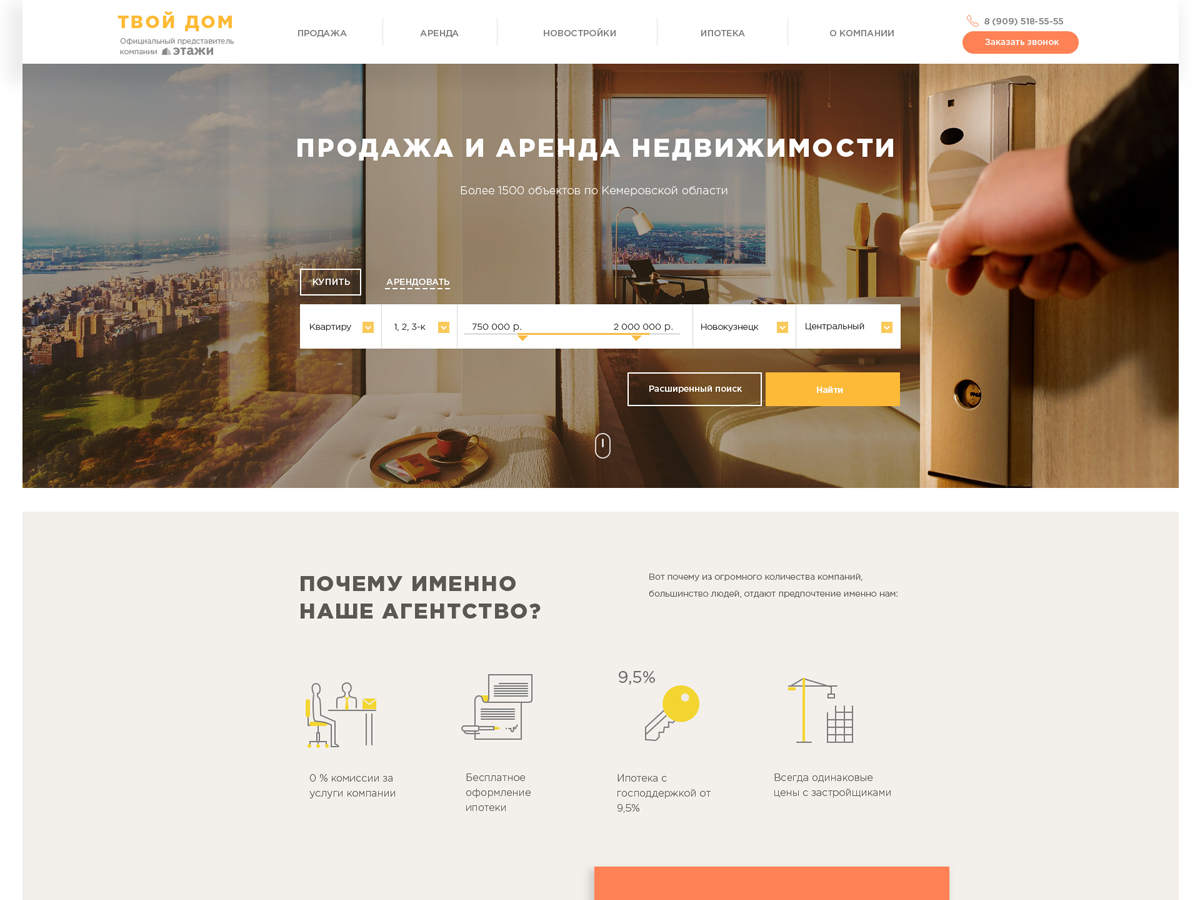 ТВОЙ ДОМ
Официальный представитель
компании этажи
ПРОДАЖА
АРЕНДА
НОВОСТРОЙКИ
ИПОТЕКА
О КОМПАНИИ
8 (909) 518-55-55
Заказать звонок
ПРОДАЖА И АРЕНДА НЕДВИЖИМОСТИ
Более 1500 объектов по Кемеровской области
КУПИТЬ
АРЕНДОВАТЬ
Квартиру
1, 2, 3-к
750 000 р.
2 000 000 р.
Новокузнецк
Центральный
Расширенный поиск
Найти
ПОЧЕМУ ИМЕННО
НАШЕ АГЕНТСТВО?
Вот почему из огромного количества компаний,
большинство людей, отдают предпочтение именно нам:
9,5%
0 % комиссии за
услуги компании
Бесплатное
оформление
ипотеки
Ипотека с
господдержкой от
9,5%
Всегда одинаковые
цены с застройщиками